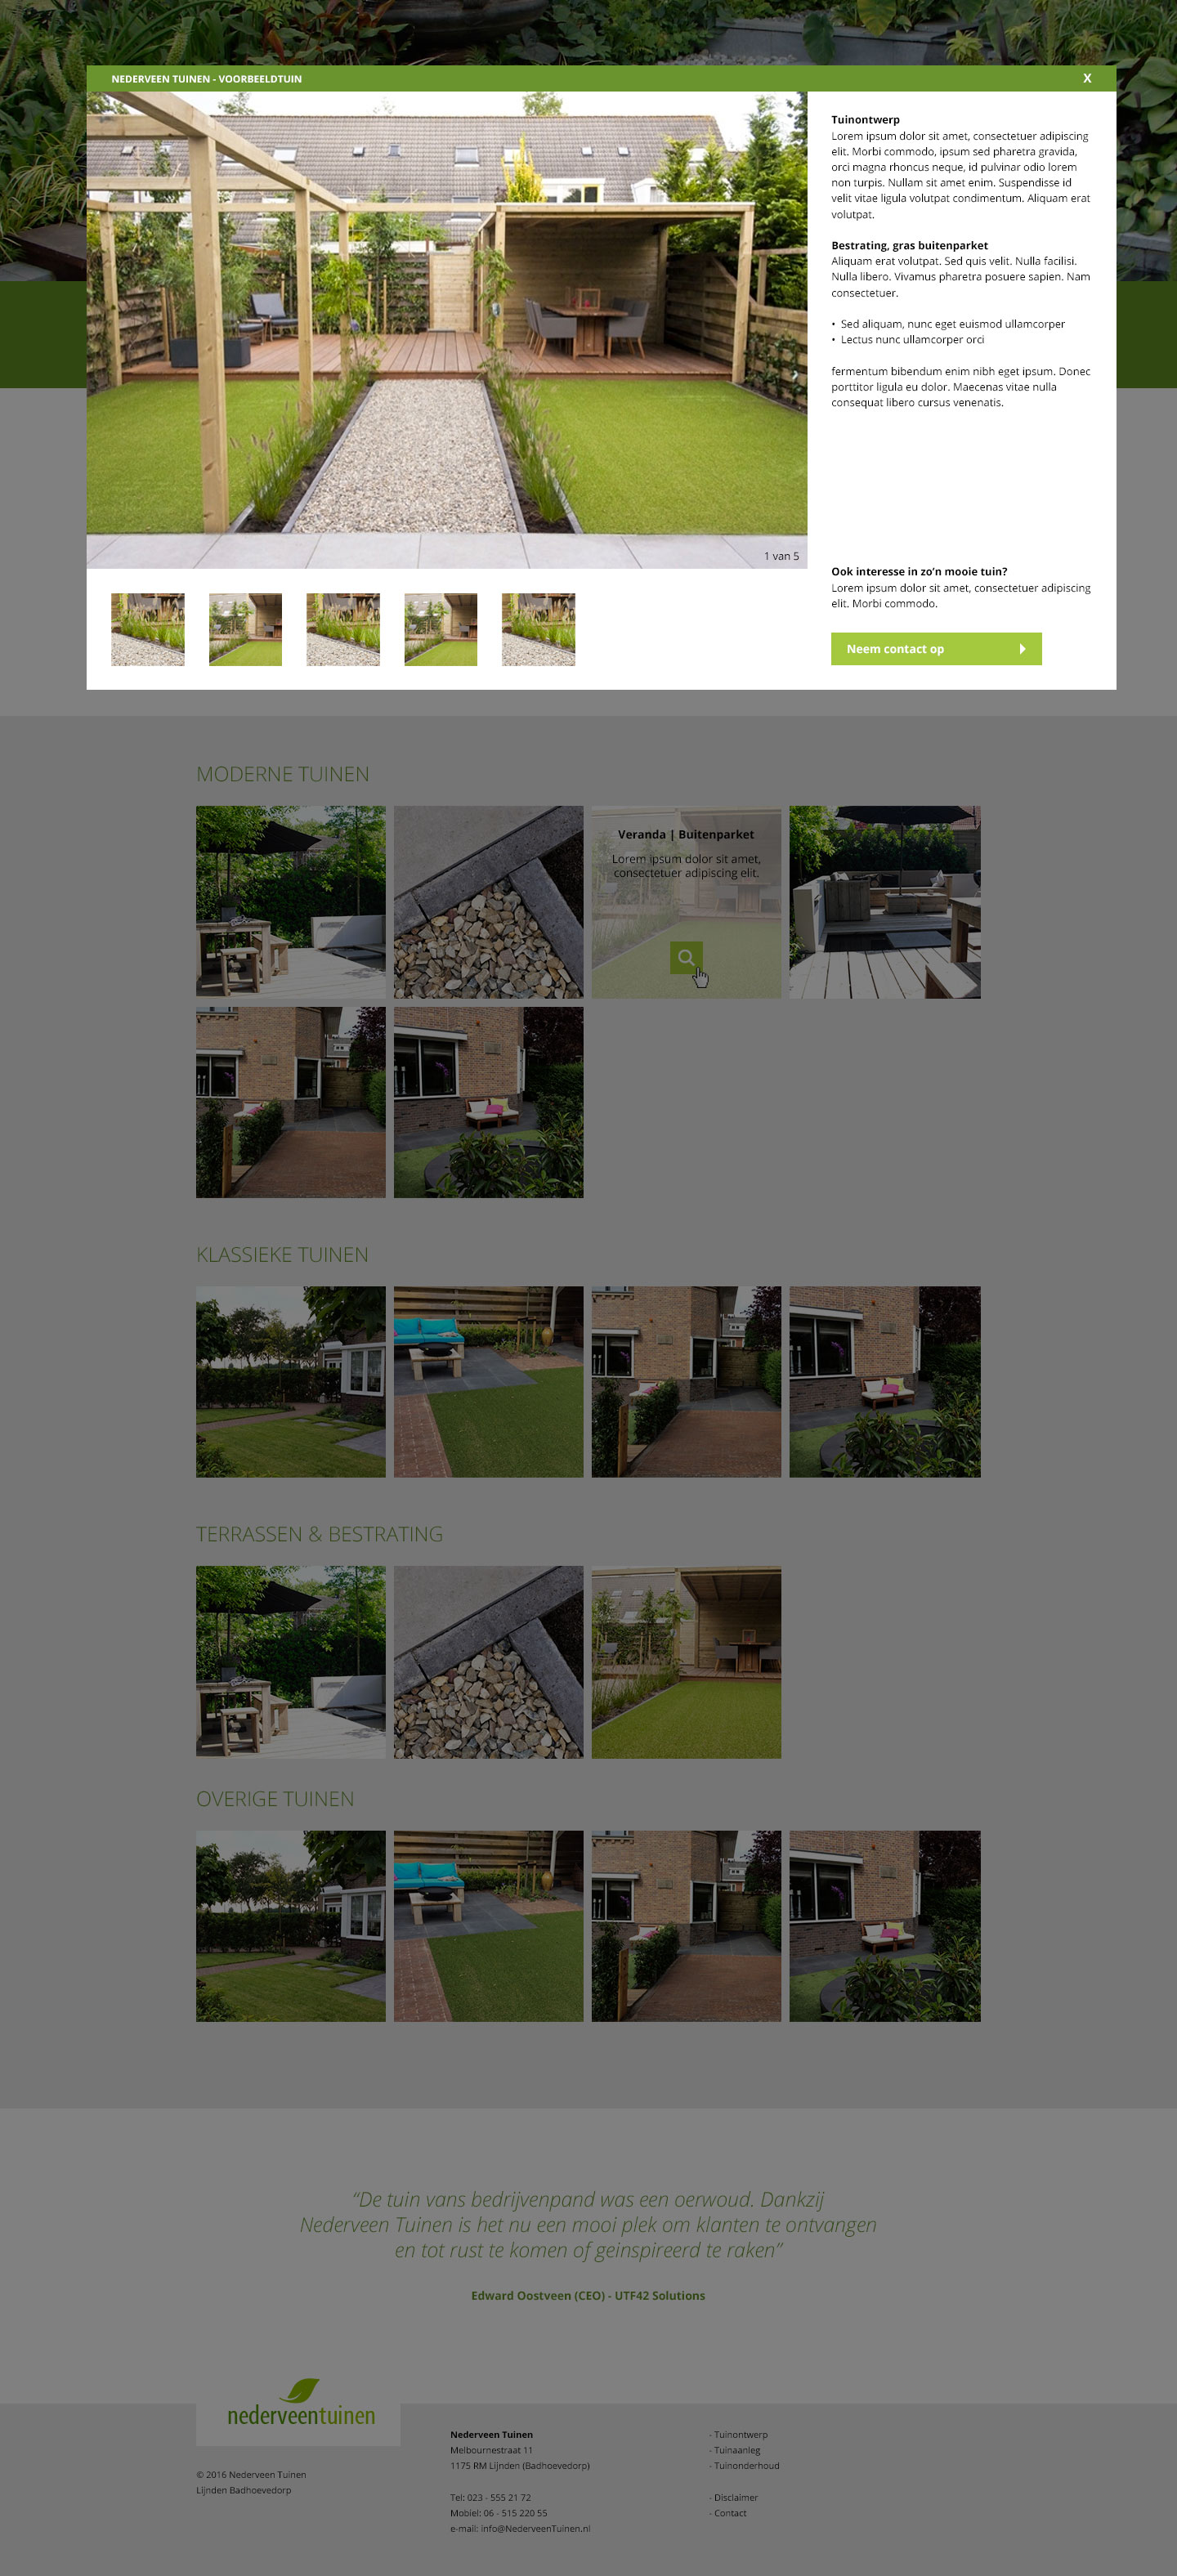 NEDERVEEN TUINEN - VOORBEELDTUIN
X
Tuinontwerp
Lorem ipsum dolor sit amet, consectetuer adipiscing
elit. Morbi commodo, ipsum sed pharetra gravida,
orci magna rhoncus neque, id pulvinar odio lorem
non turpis. Nullam sit amet enim. Suspendisse id
velit vitae ligula volutpat condimentum. Aliquam erat
volutpat.
Bestrating, gras buitenparket
Aliquam erat volutpat. Sed quis velit. Nulla facilisi.
Nulla libero. Vivamus pharetra posuere sapien. Nam
consectetuer.
• Sed aliquam, nunc eget euismod ullamcorper
• Lectus nunc ullamcorper orci
fermentum bibendum enim nibh eget ipsum. Donec
porttitor ligula eu dolor. Maecenas vitae nulla
consequat libero cursus venenatis.
1 van 5
Ook interesse in zo’n mooie tuin?
Lorem ipsum dolor sit amet, consectetuer adipiscing
elit. Morbi commodo.
Neem contact op
MODERNE TUINEN
Veranda | Buitenparket
Lorem ipsum dolor sit amet,
consectetuer adipiscing elit.
KLASSIEKE TUINEN
TERRASSEN & BESTRATING
OVERIGE TUINEN
“De tuin vans bedrijvenpand was een oerwoud. Dankzij
Nederveen Tuinen is het nu een mooi plek om klanten te ontvangen
en tot rust te komen of geinspireerd te raken”
Edward Oostveen (CEO) - UTF42 Solutions
nederveentuinen
© 2016 Nederveen Tuinen
Lijnden Badhoevedorp
Nederveen Tuinen
Melbournestraat 11
1175 RM Lijnden (Badhoevedorp)
Tel: 023 - 555 21 72
Mobiel: 06 - 515 220 55
e-mail: info@NederveenTuinen.nl
- Tuinontwerp
- Tuinaanleg
- Tuinonderhoud
- Disclaimer
- Contact